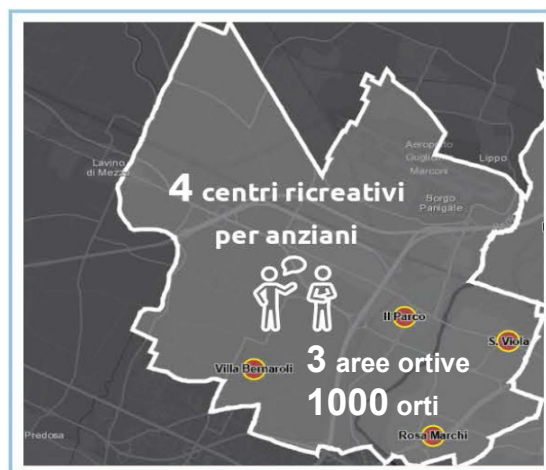 Lavino
di Mezzo
Aeroporto
Guglielmo
Marconi
Lippo
Borgo
Panigale
4 centri ricreativi
per anziani
Il Parco
S. Viola
Villa Bernaroli
3 aree ortive
1000 orti
Rosa Marchi
Predosa